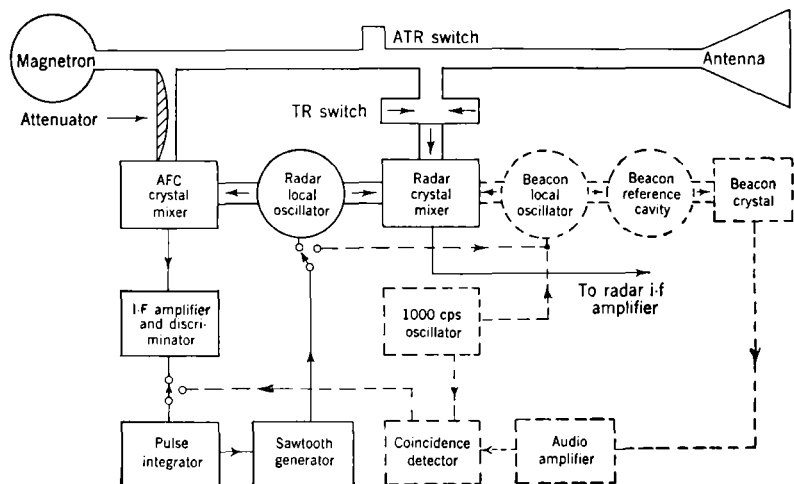 ATR switch
Magnetron
Antenna
TR switch
Attenuator
AFC
crystal
mixer
Radar
local
oscillator
Radar
crystal
mixer
Beacon
local
oscillator
Beacon
reference
cavity
Beacon
crystal
To radar i-f
amplifier
I-F amplifier
and discri-
minator
1000 cps
oscillator
Pulse
integrator
Sawtooth
generator
Coincidence
detector
Audio
amplifier